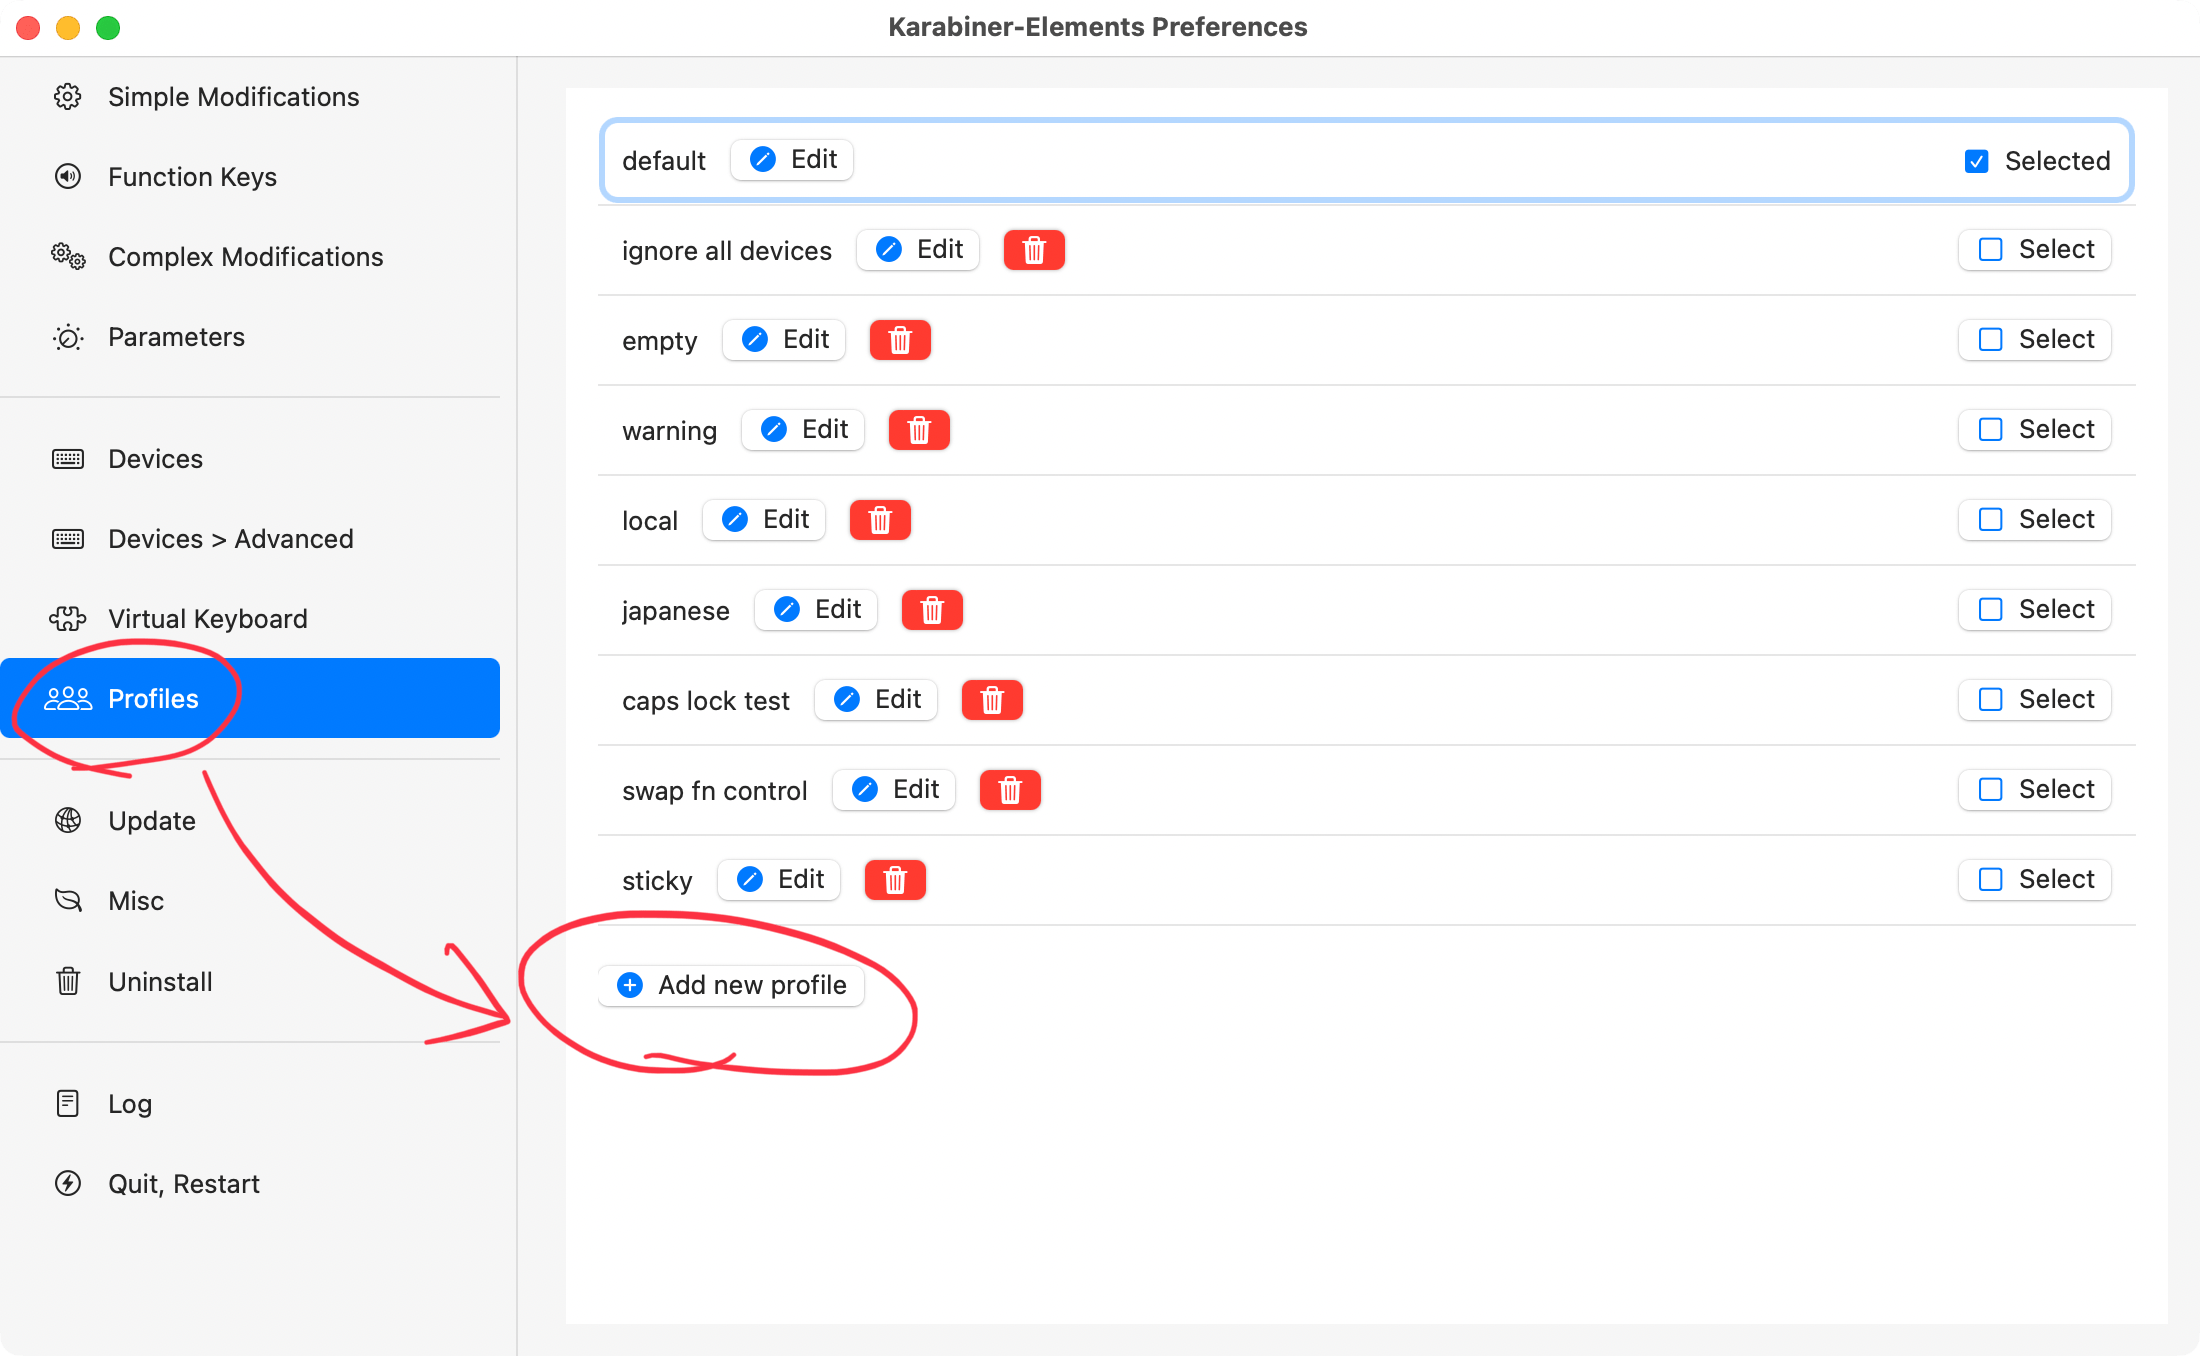 Karabiner-Elements Preferences
Simple Modifications
Function Keys
Complex Modifications
Parameters
Devices
Devices > Advanced
Virtual Keyboard
Profiles
Update
Misc
Uninstall
Log
Quit, Restart
default Edit Selected
ignore all devices Edit Select
empty Edit Select
warning Edit Select
local Edit Select
japanese Edit Select
caps lock test Edit Select
swap fn control Edit Select
sticky Edit Select
Add new profile